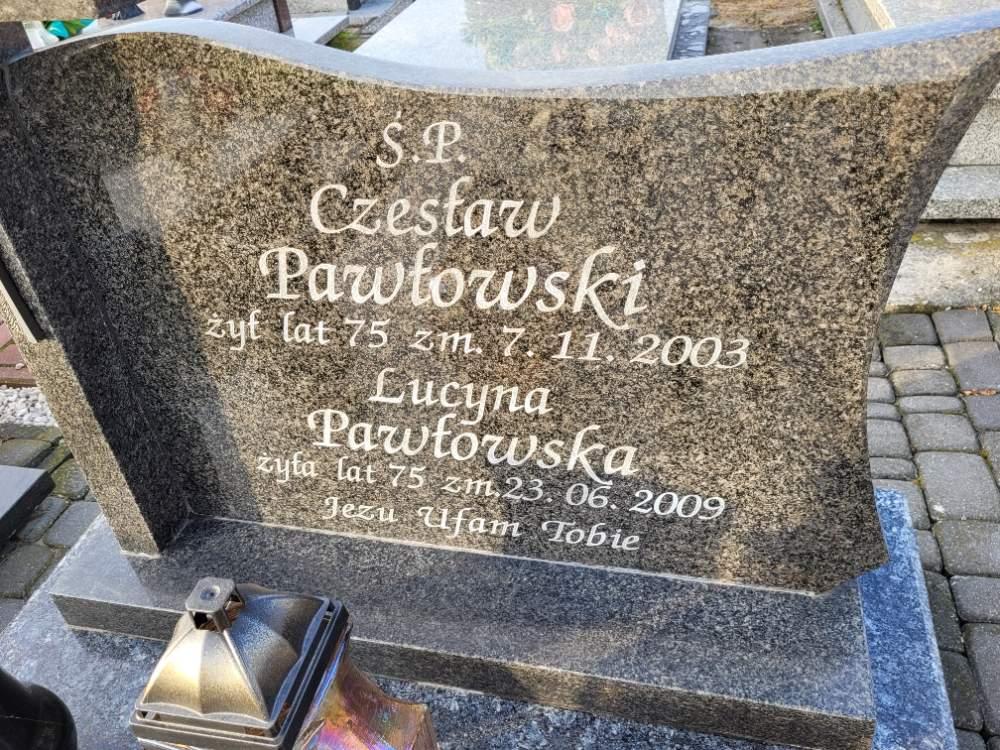 Ś.P.
Czesław
Pawłowski
żył lat 75 zm. 7. 11. 2003
Lucyna
Pawłowska
żyła lat 75 zm.23. 06. 2009
Jezu Ufam Tobie